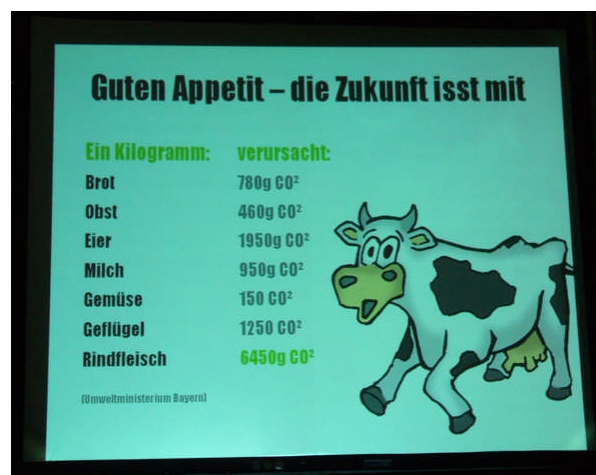 Guten Appetit – die Zukunft isst mit
Ein Kilogramm: verursacht:
Brot 780g CO²
Obst 460g CO²
Eier 1950g CO²
Milch 950g CO²
Gemüse 150 CO²
Geflügel 1250 CO²
Rindfleisch 6450g CO²
(Umweltministerium Bayern)